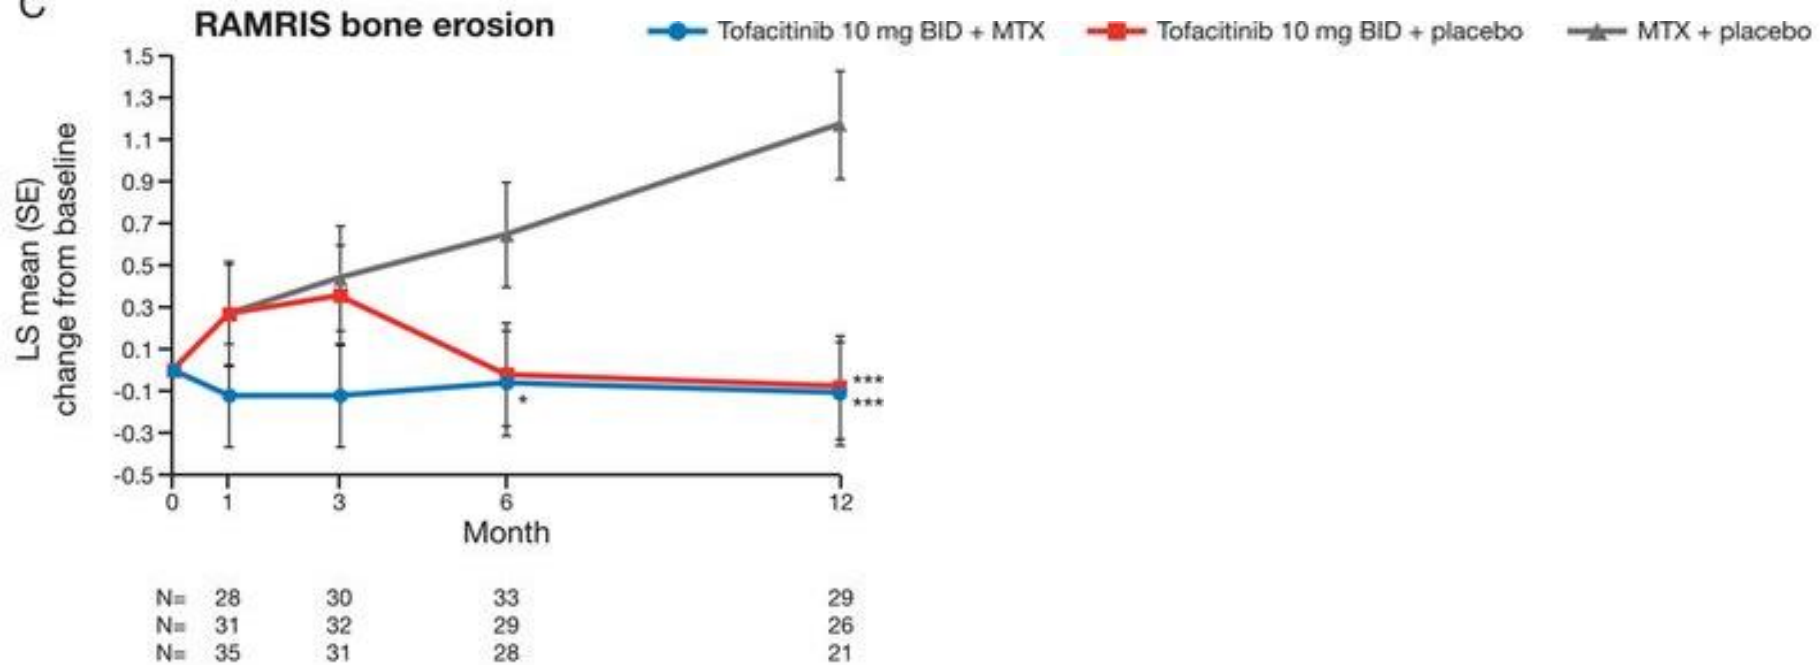 C
RAMRIS bone erosion
Tofacitinib 10 mg BID + MTX
Tofacitinib 10 mg BID + placebo
MTX + placebo
LS mean (SE)
change from baseline
1.5
1.3
1.1
0.9
0.7
0.5
0.3
0.1
-0.1
-0.3
-0.5
*
***
***
0 1 3 6 12
Month
N= 28 30 33 29
N= 31 32 29 26
N= 35 31 28 21